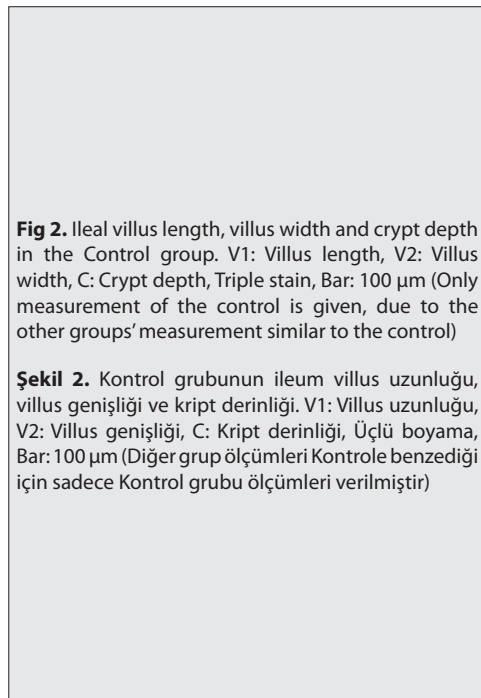 Fig 2. Ileal villus length, villus width and crypt depth
in the Control group. V1: Villus length, V2: Villus
width, C: Crypt depth, Triple stain, Bar: 100 µm (Only
measurement of the control is given, due to the
other groups' measurement similar to the control)
Şekil 2. Kontrol grubunun ileum villus uzunluğu,
villus genişliği ve kript derinliği. V1: Villus uzunluğu,
V2: Villus genişliği, C: Kript derinliği, Üçlü boyama,
Bar: 100 µm (Diğer grup ölçümleri Kontrole benzediği
için sadece Kontrol grubu ölçümleri verilmiştir)